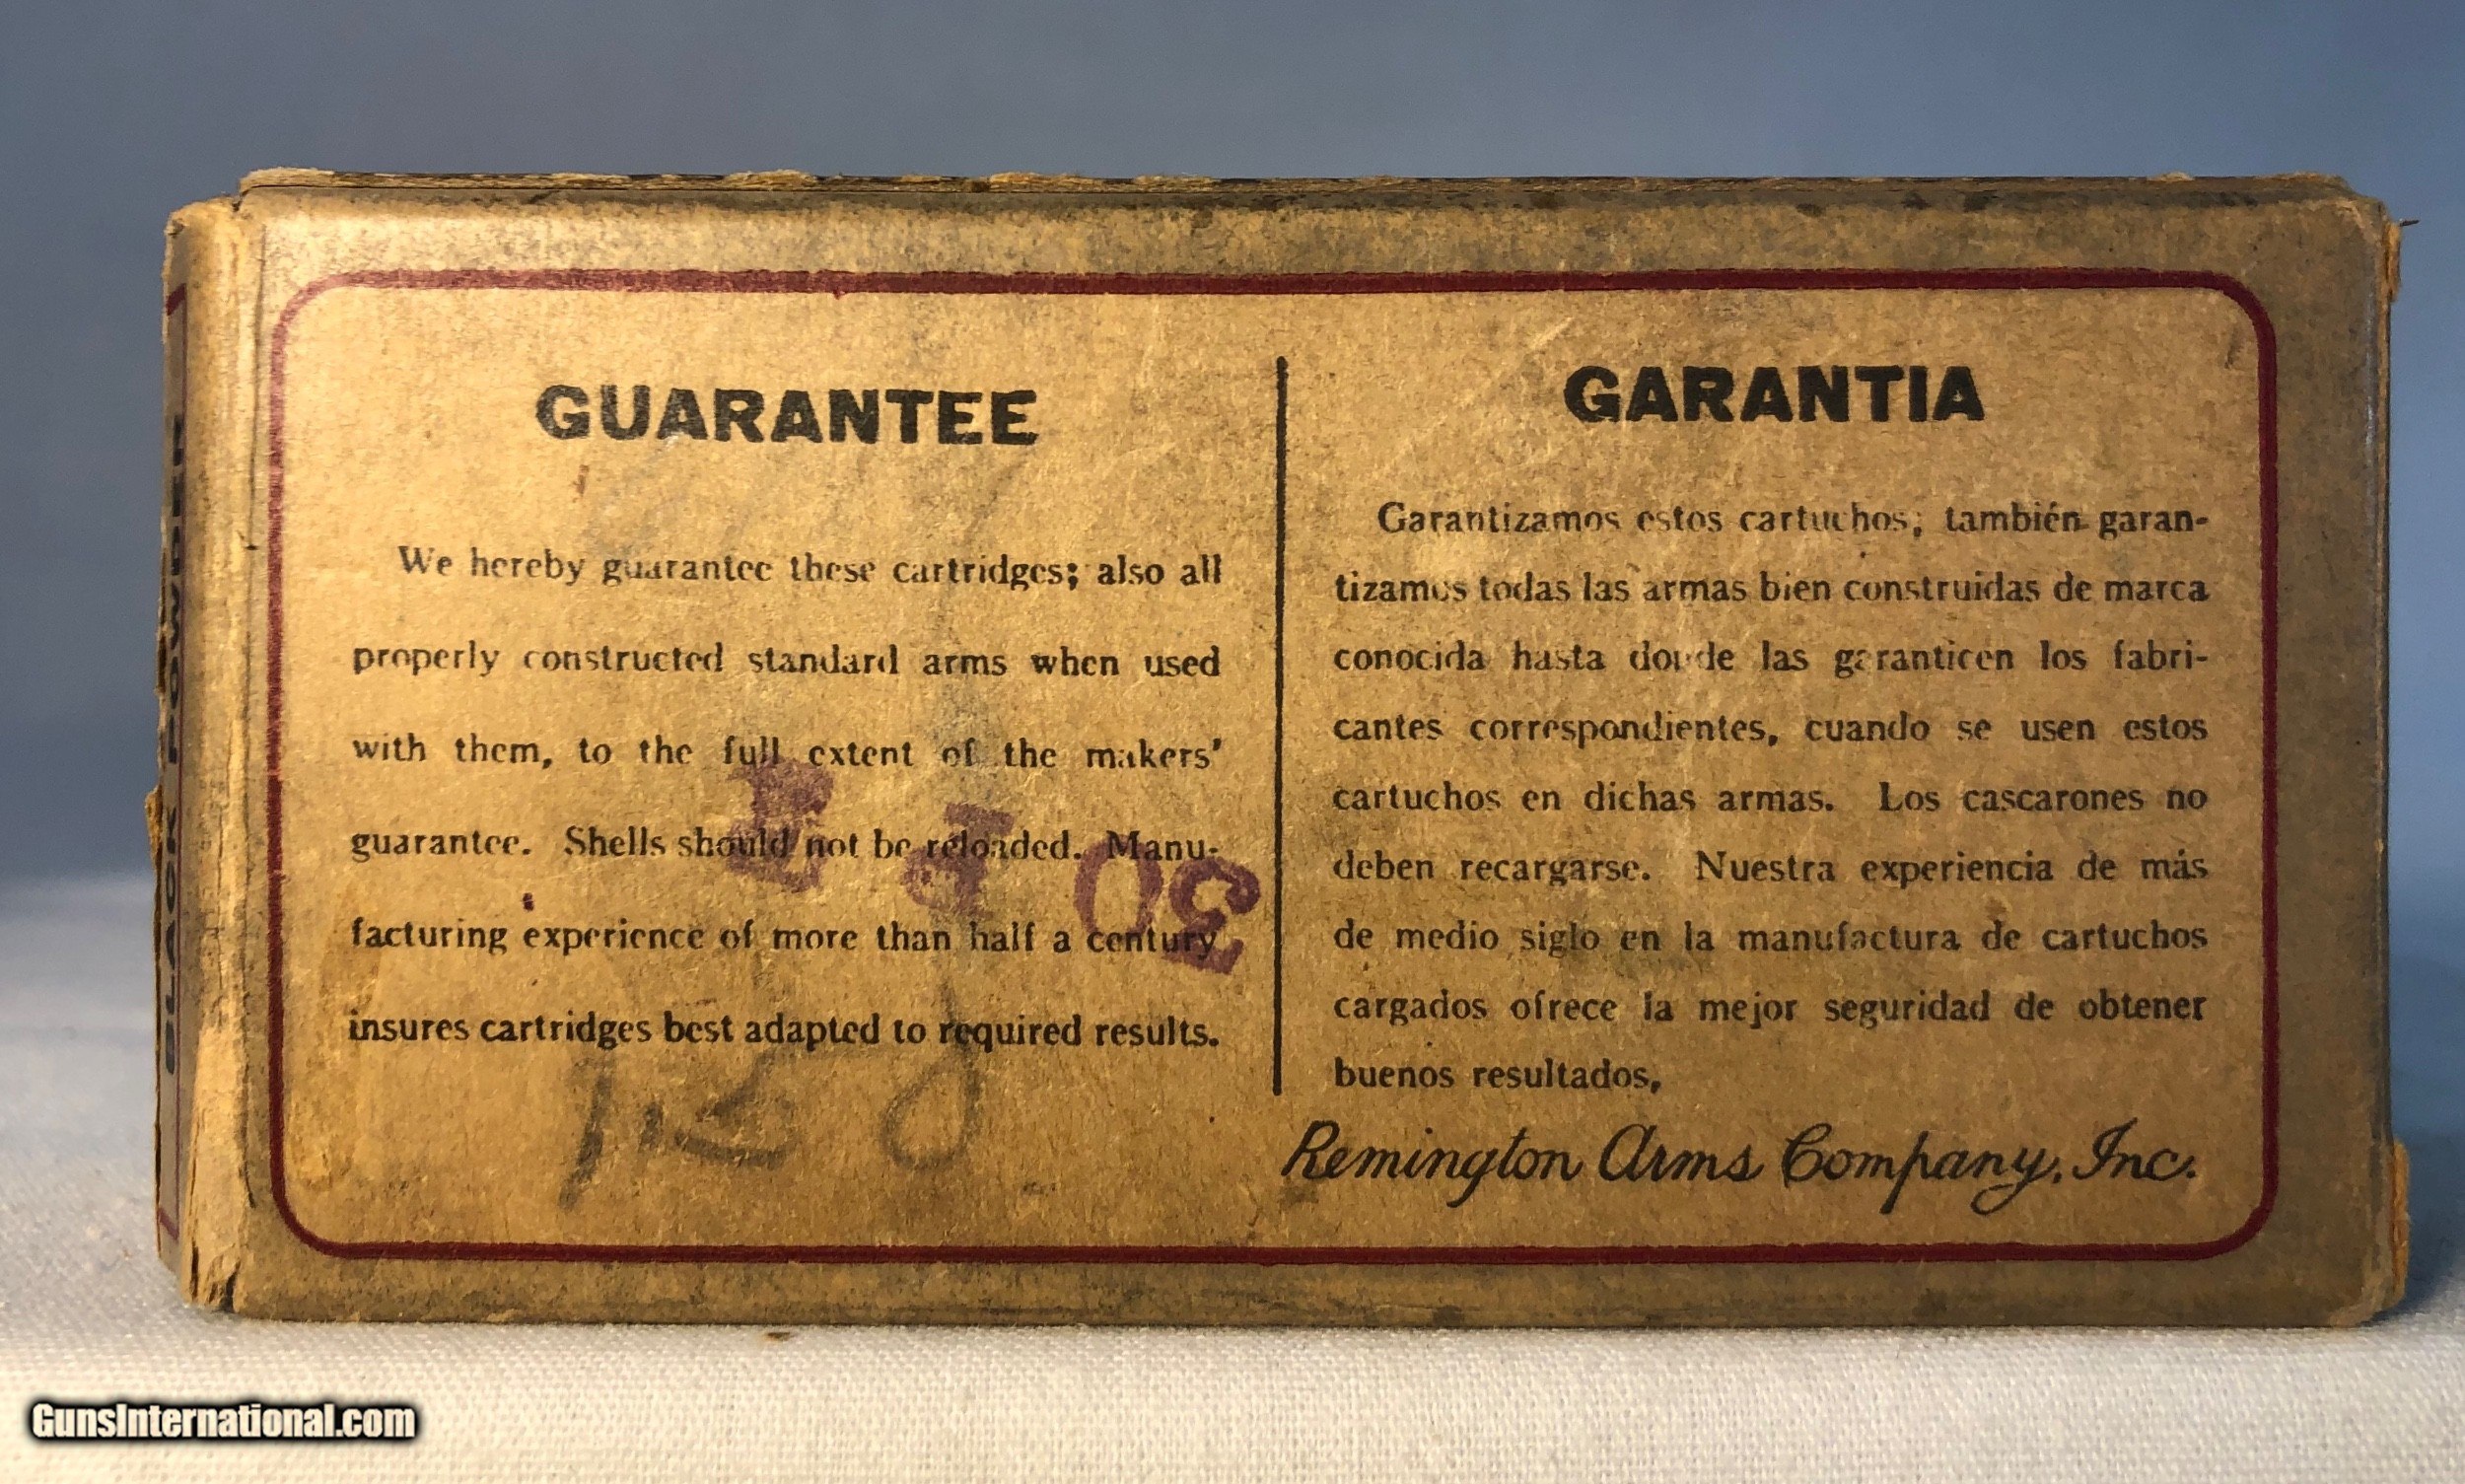 BLACK POWDER
GUARANTEE
We hereby guarantee these cartridges; also all
properly constructed standard arms when used
with them, to the full extent of the makers'
guarantee. Shells should not be reloaded. Manu-
facturing experience of more than half a century
insures cartridges best adapted to required results.
GARANTIA
Garantizamos estos cartuchos; también garan-
tizamos todas las armas bien construidas de marca
conocida hasta donde las garanticen los fabri-
cantes correspondientes, cuando se usen estos
cartuchos en dichas armas. Los cascarones no
deben recargarse. Nuestra experiencia de más
de medio siglo en la manufactura de cartuchos
cargados ofrece la mejor seguridad de obtener
buenos resultados,
Remington Arms Company, Inc.
GunsInternational.com